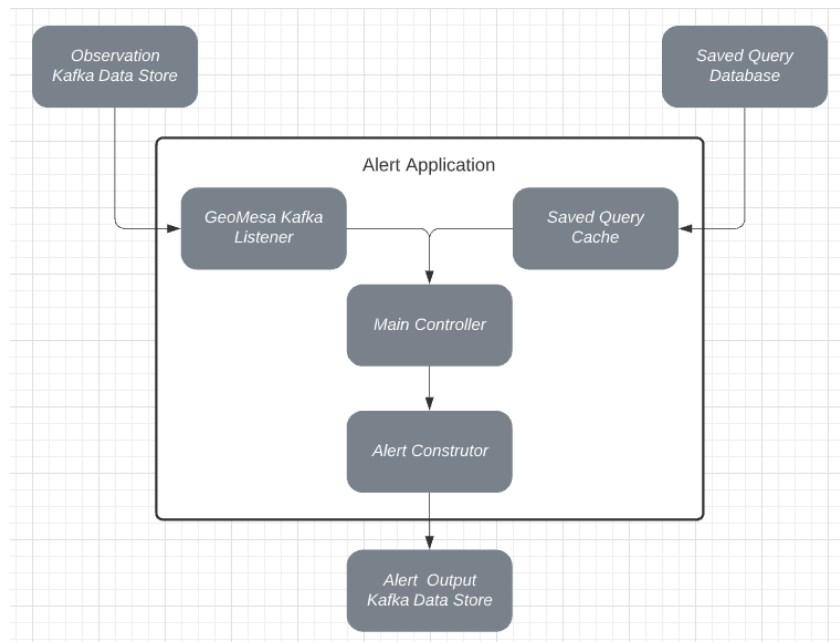 Observation
Kafka Data Store
Saved Query
Database
Alert Application
GeoMesa Kafka
Listener
Saved Query
Cache
Main Controller
Alert Construtor
Alert Output
Kafka Data Store